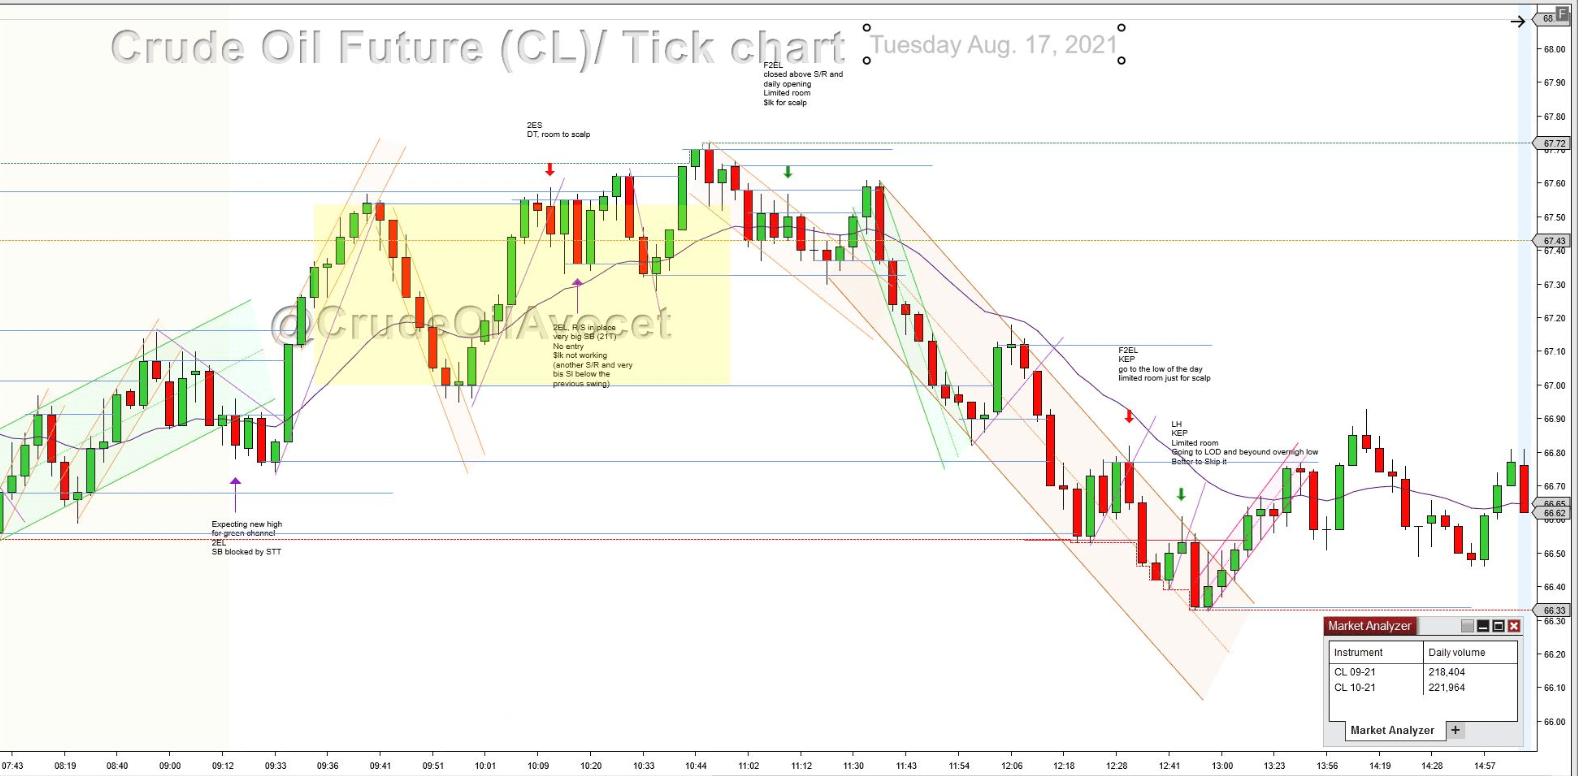 Crude Oil Future (CL)/ Tick chart
Tuesday Aug. 17, 2021
F
68.
68.00
F2EL
closed above S/R and
daily opening
Limited room
$lk for scalp
67.90
67.80
2ES
DT, room to scalp
67.72
67.70
67.60
67.50
67.43
67.40
67.30
@CrudeOilAvocet
67.20
2EL, R/S in place
very big SB (21T)
No entry
$lk not working
(another S/R and very
bis SI below the
previous swing)
67.10
F2EL
KEP
go to the low of the day
limited room just for scalp
67.00
66.90
LH
KEP
Limited room
Going to LOD and beyound overnigh low
Better to Skip it
66.80
66.70
66.65
66.62
66.60
Expecting new high
for green channel
2EL
SB blocked by STT
66.50
66.40
66.33
66.30
66.20
66.10
66.00
Market Analyzer
Instrument Daily volume
CL 09-21 218,404
CL 10-21 221,964
Market Analyzer +
07:43 08:19 08:40 09:00 09:12 09:33 09:36 09:41 09:51 10:01 10:09 10:20 10:33 10:44 11:02 11:11 11:30 11:43 11:54 12:06 12:18 12:28 12:41 13:00 13:23 13:56 14:19 14:28 14:57